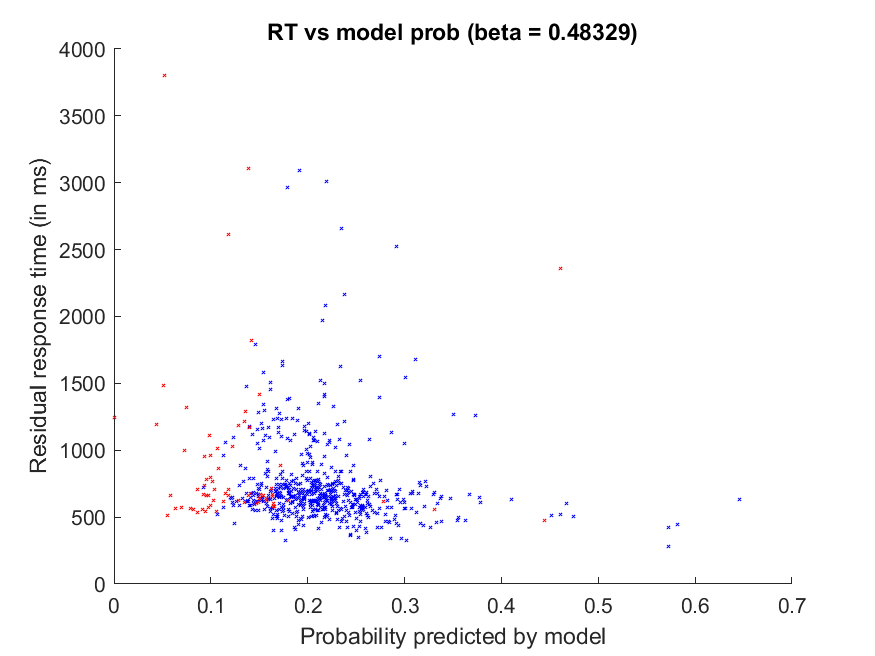 RT vs model prob (beta = 0.48329)
4000
3500
3000
2500
2000
1500
1000
500
0
Residual response time (in ms)
0 0.1 0.2 0.3 0.4 0.5 0.6 0.7
Probability predicted by model